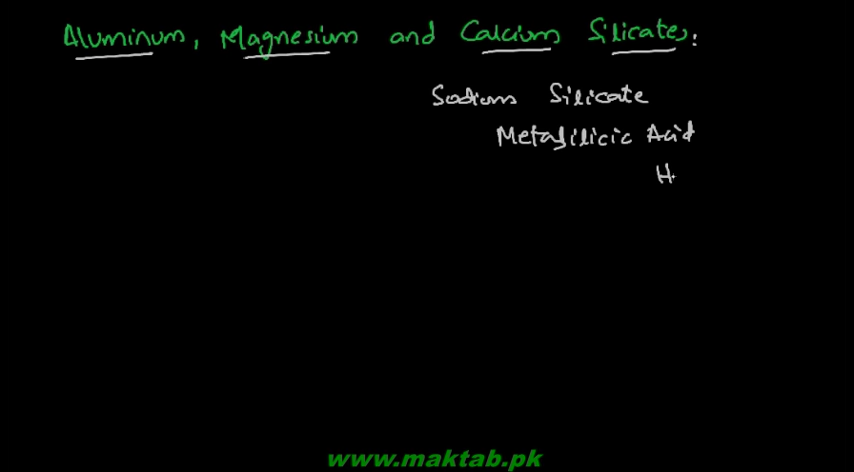 Aluminum, Magnesium and Calcium Silicates:
Sodium Silicate
Metasilicic Acid
H
www.maktab.pk